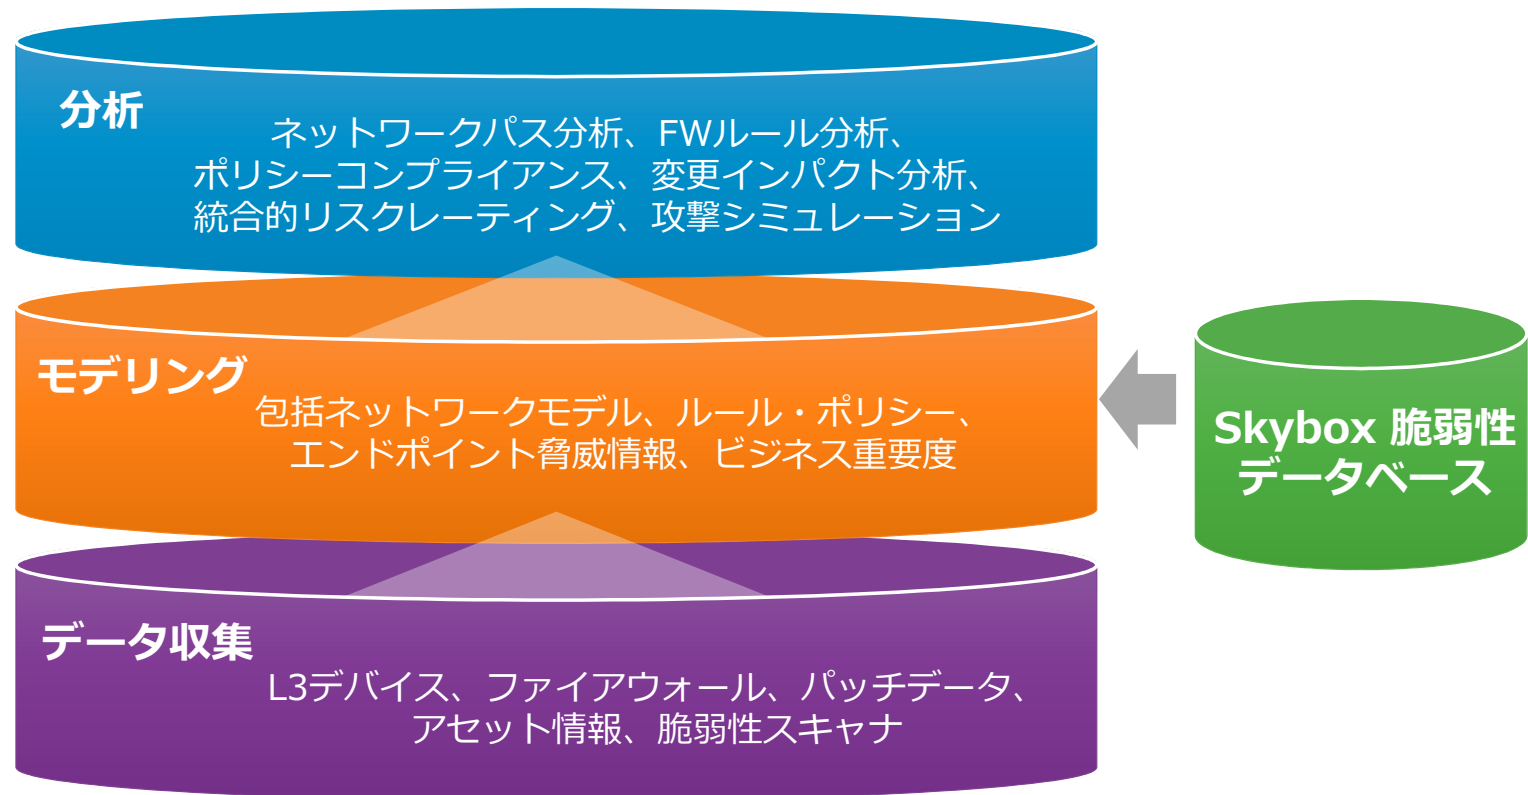 分析
ネットワークパス分析、FWルール分析、
ポリシーコンプライアンス、変更インパクト分析、
統合的リスクレーティング、攻撃シミュレーション
モデリング
包括ネットワークモデル、ルール・ポリシー、
エンドポイント脅威情報、ビジネス重要度
Skybox 脆弱性
データベース
データ収集
L3デバイス、ファイアウォール、パッチデータ、
アセット情報、脆弱性スキャナ